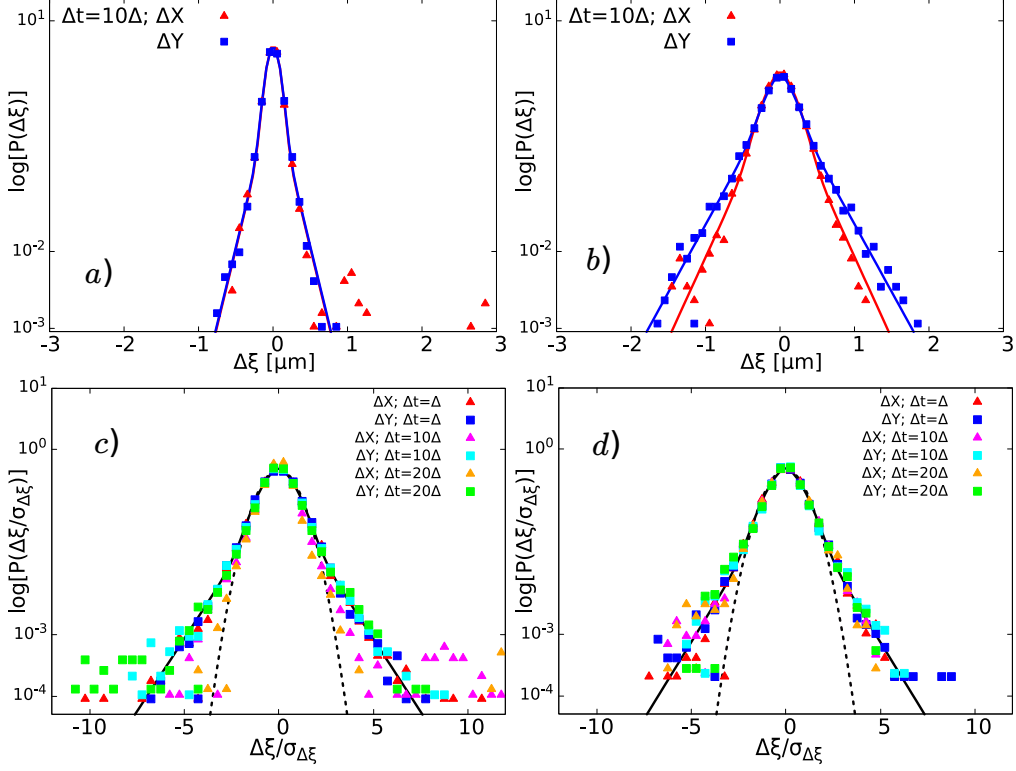 Δt=10Δ; ΔX
ΔY
10¹
10⁻²
10⁻³
log[P(Δξ)]
a)
-3 -2 -1 0 1 2 3
Δξ [μm]
Δt=10Δ; ΔX
ΔY
10¹
10⁻²
10⁻³
log[P(Δξ)]
b)
-3 -2 -1 0 1 2 3
Δξ [μm]
ΔX; Δt=Δ
ΔY; Δt=Δ
ΔX; Δt=10Δ
ΔY; Δt=10Δ
ΔX; Δt=20Δ
ΔY; Δt=20Δ
10¹
10⁰
10⁻³
10⁻⁴
log[P(Δξ/σ_Δξ)]
c)
-10 -5 0 5 10
Δξ/σ_Δξ
ΔX; Δt=Δ
ΔY; Δt=Δ
ΔX; Δt=10Δ
ΔY; Δt=10Δ
ΔX; Δt=20Δ
ΔY; Δt=20Δ
10¹
10⁰
10⁻³
10⁻⁴
log[P(Δξ/σ_Δξ)]
d)
-10 -5 0 5 10
Δξ/σ_Δξ